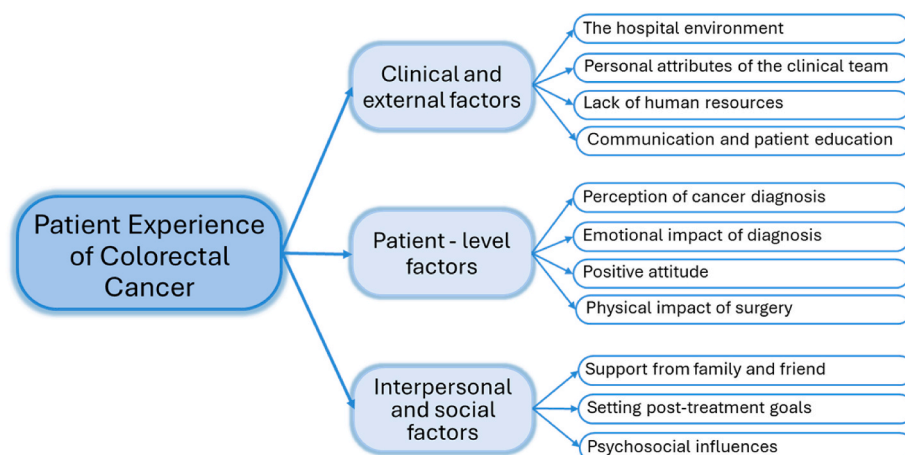 Patient Experience
of Colorectal
Cancer
Clinical and
external factors
The hospital environment
Personal attributes of the clinical team
Lack of human resources
Communication and patient education
Patient - level
factors
Perception of cancer diagnosis
Emotional impact of diagnosis
Positive attitude
Physical impact of surgery
Interpersonal
and social
factors
Support from family and friend
Setting post-treatment goals
Psychosocial influences